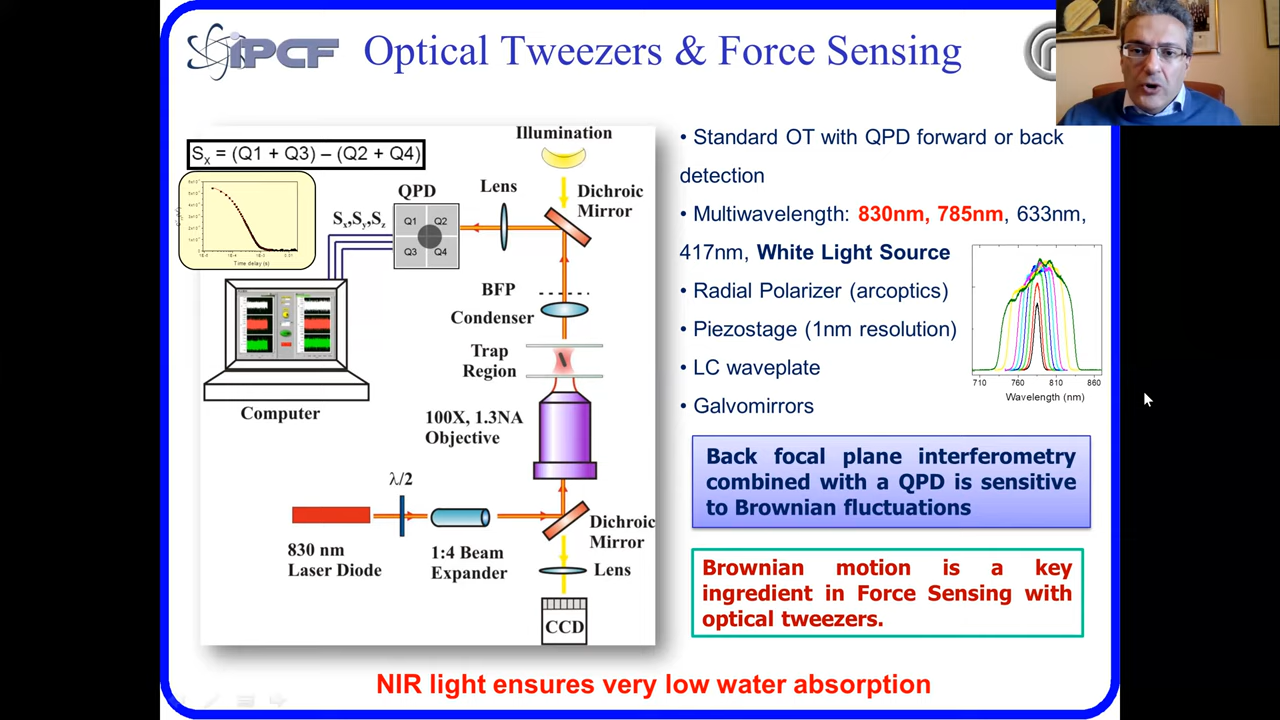 iPCF
Optical Tweezers & Force Sensing
Sx = (Q1 + Q3) – (Q2 + Q4)
Time delay (s)
Sx,Sy,Sz
QPD
Q1 Q2
Q3 Q4
Lens
Illumination
Dichroic
Mirror
BFP
Condenser
Trap
Region
Computer
100X, 1.3NA
Objective
λ/2
830 nm
Laser Diode
1:4 Beam
Expander
Dichroic
Mirror
Lens
CCD
• Standard OT with QPD forward or back
detection
• Multiwavelength: 830nm, 785nm, 633nm,
417nm, White Light Source
• Radial Polarizer (arcoptics)
• Piezostage (1nm resolution)
• LC waveplate
• Galvomirrors
710 760 810 860
Wavelength (nm)
Back focal plane interferometry
combined with a QPD is sensitive
to Brownian fluctuations
Brownian motion is a key
ingredient in Force Sensing with
optical tweezers.
NIR light ensures very low water absorption